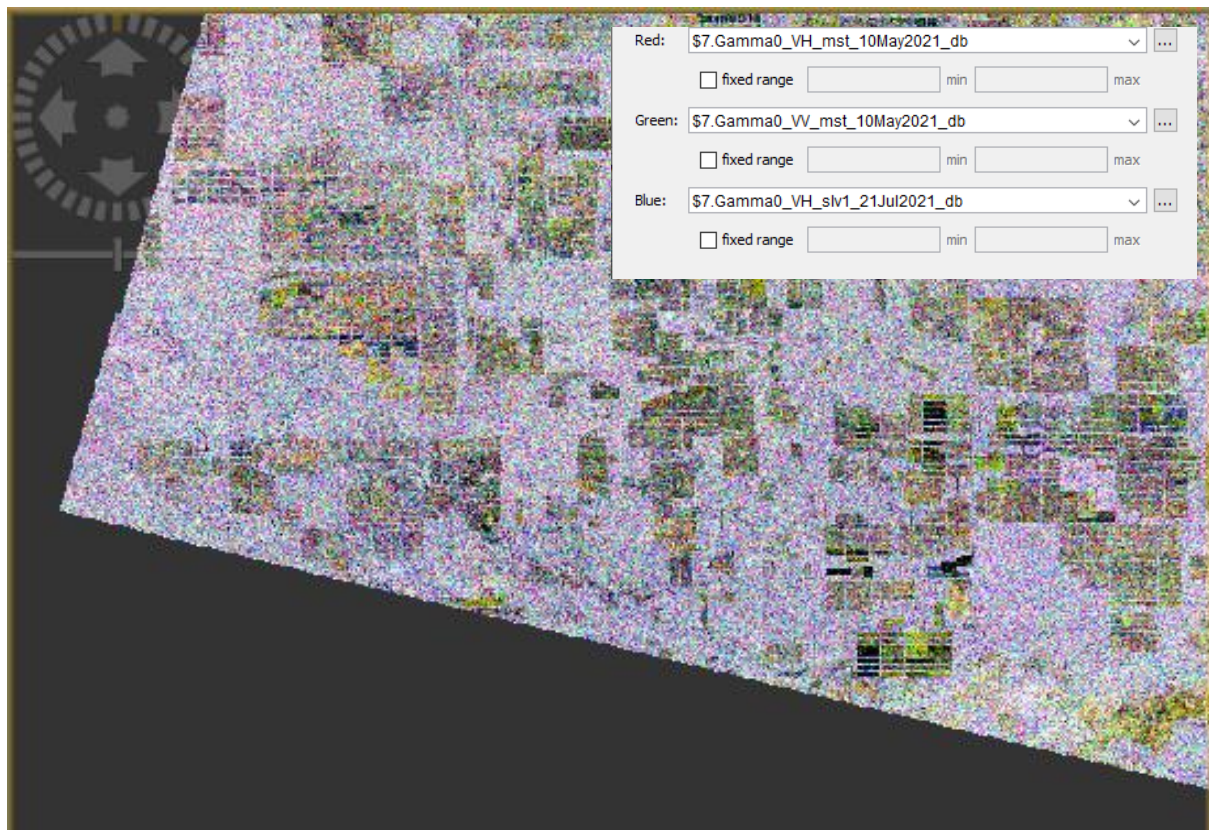 Red: $7.Gamma0_VH_mst_10May2021_db ...
fixed range min max
Green: $7.Gamma0_VV_mst_10May2021_db ...
fixed range min max
Blue: $7.Gamma0_VH_slv1_21Jul2021_db ...
fixed range min max